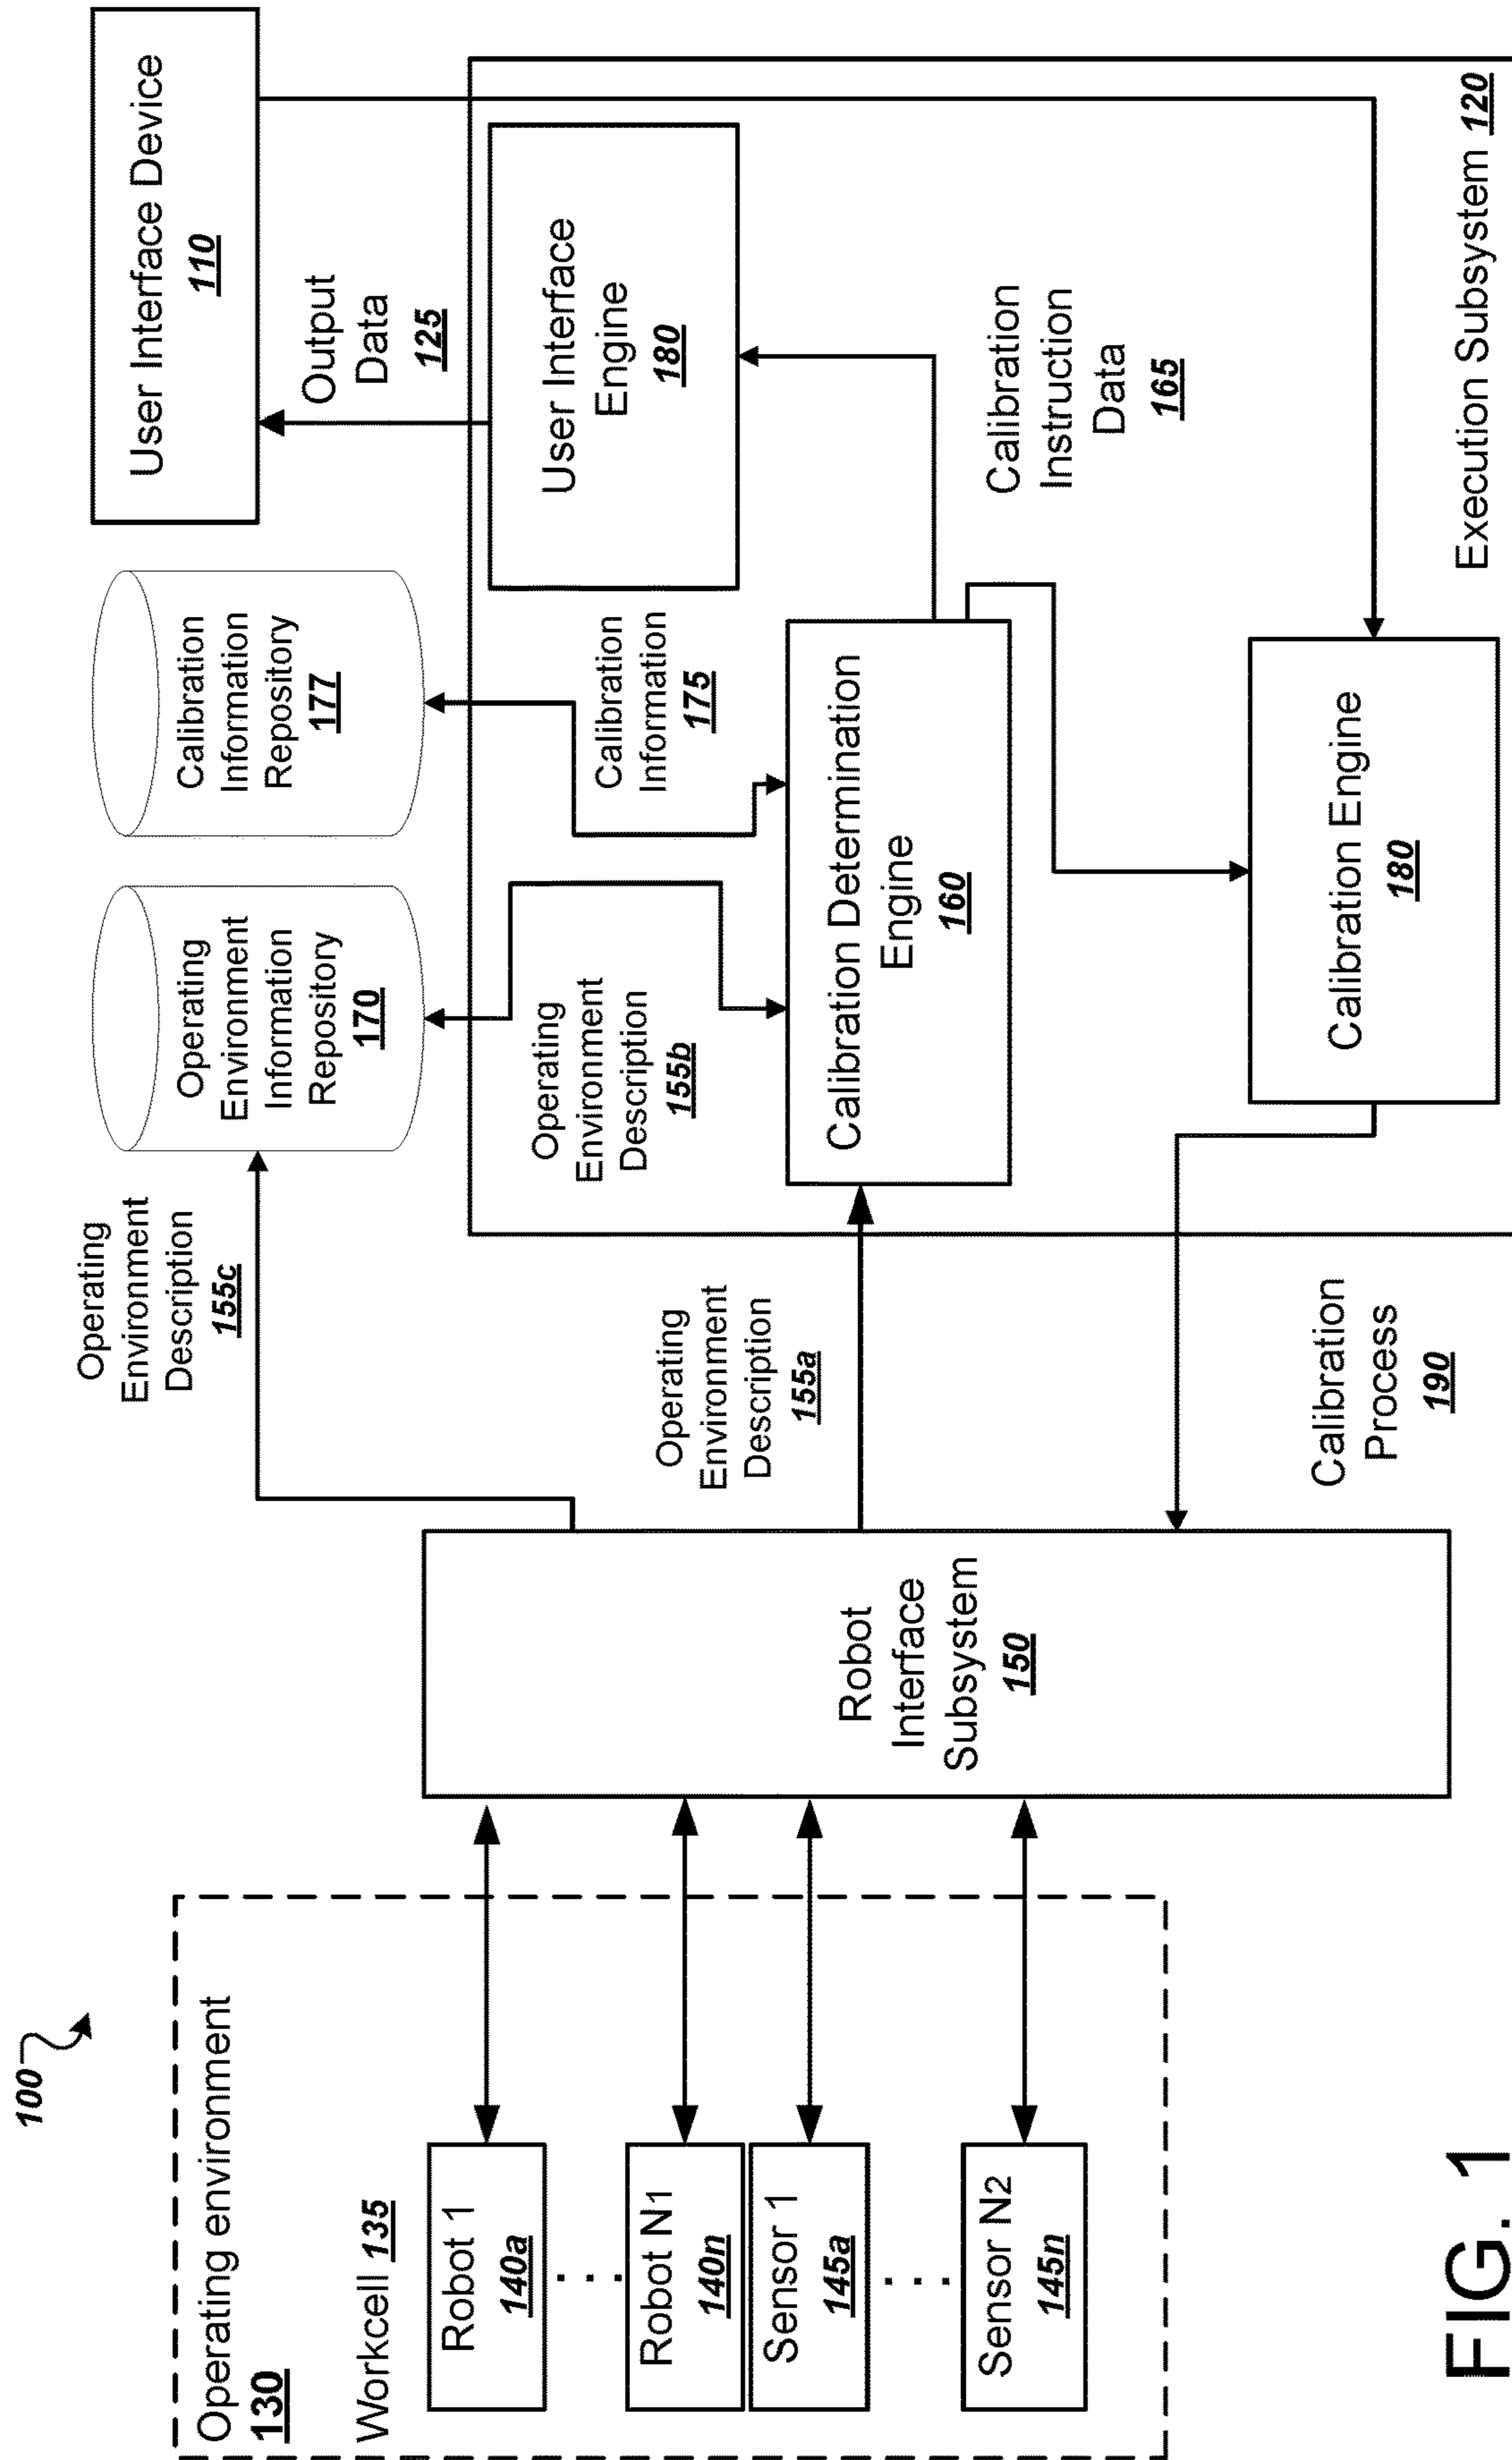 100
Operating environment
130
Workcell 135
Robot 1
140a
...
Robot N1
140n
Sensor 1
145a
...
Sensor N2
145n
Robot
Interface
Subsystem
150
Operating
Environment
Description
155c
Operating
Environment
Description
155a
Calibration
Process
190
Operating
Environment
Information
Repository
170
Calibration
Information
Repository
177
User Interface Device
110
Output
Data
125
Operating
Environment
Description
155b
Calibration
Information
175
User Interface
Engine
180
Calibration Determination
Engine
160
Calibration
Instruction
Data
165
Calibration Engine
180
Execution Subsystem 120
FIG. 1